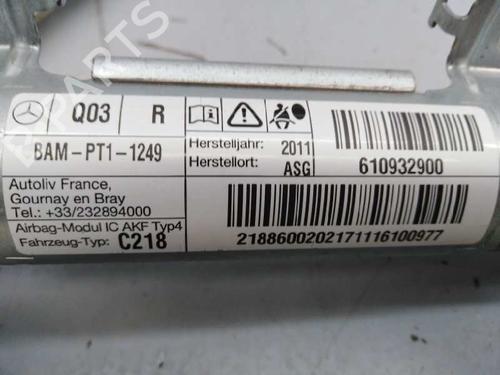 B-PARTS
Q03 R
BAM-PT1-1249
Herstelljahr: 2011
Herstellort: ASG
610932900
Autoliv France,
Gournay en Bray
Tel.: +33/232894000
Airbag-Modul IC AKF Typ4
Fahrzeug-Typ: C218
2188600202171116100977